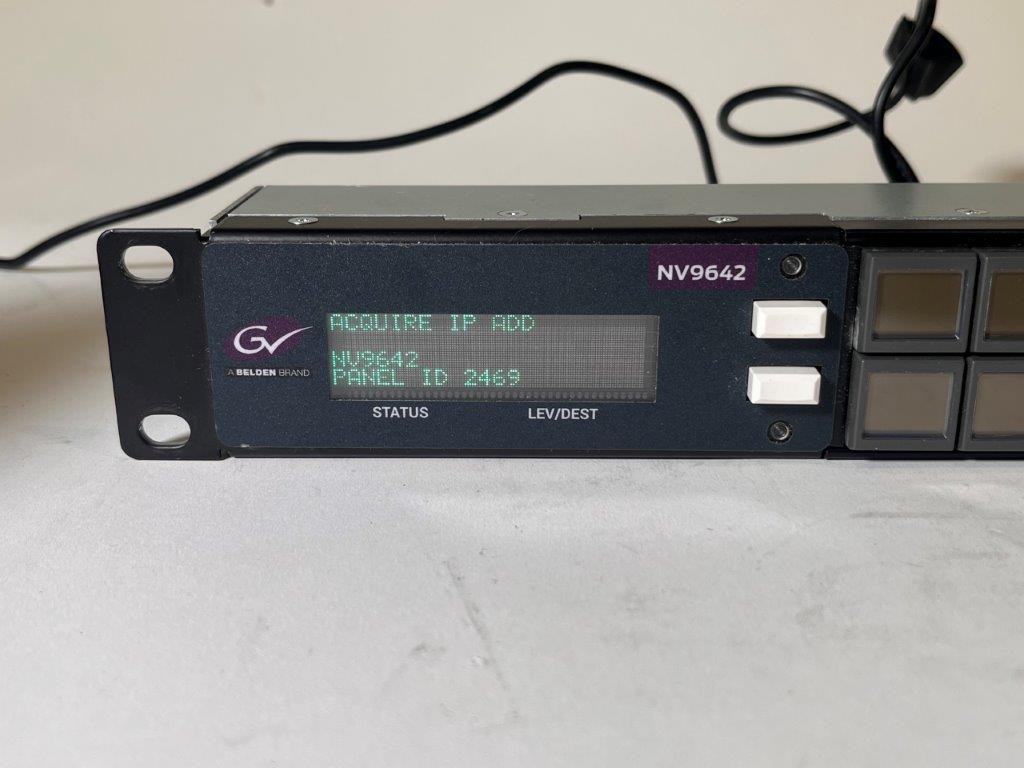 NV9642
ACQUIRE IP ADD
NV9642
PANEL ID 2469
GV
A BELDEN BRAND
STATUS LEV/DEST